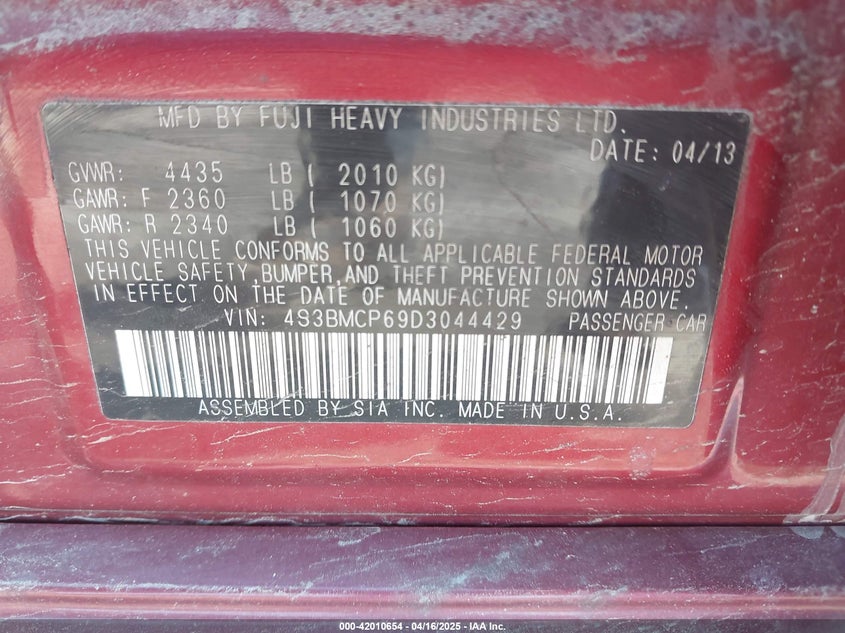 MFD BY FUJI HEAVY INDUSTRIES LTD.
DATE: 04/13
GVWR: 4435 LB ( 2010 KG)
GAWR: F 2360 LB ( 1070 KG)
GAWR: R 2340 LB ( 1060 KG)
THIS VEHICLE CONFORMS TO ALL APPLICABLE FEDERAL MOTOR
VEHICLE SAFETY,BUMPER,AND THEFT PREVENTION STANDARDS
IN EFFECT ON THE DATE OF MANUFACTURE SHOWN ABOVE.
VIN: 4S3BMCP69D3044429 PASSENGER CAR
ASSEMBLED BY SIA INC. MADE IN U.S.A.
000-42010654 - 04/16/2025 - IAA Inc.